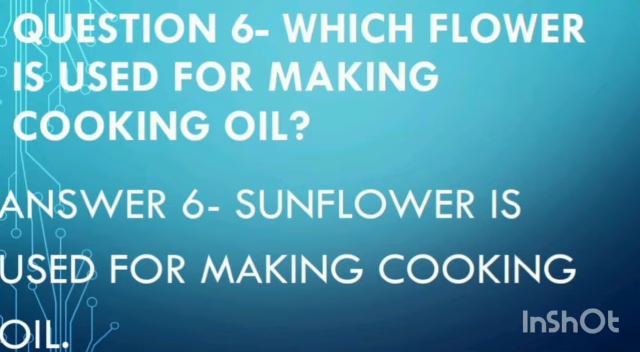 QUESTION 6- WHICH FLOWER
IS USED FOR MAKING
COOKING OIL?
ANSWER 6- SUNFLOWER IS
USED FOR MAKING COOKING
OIL.
InShOt